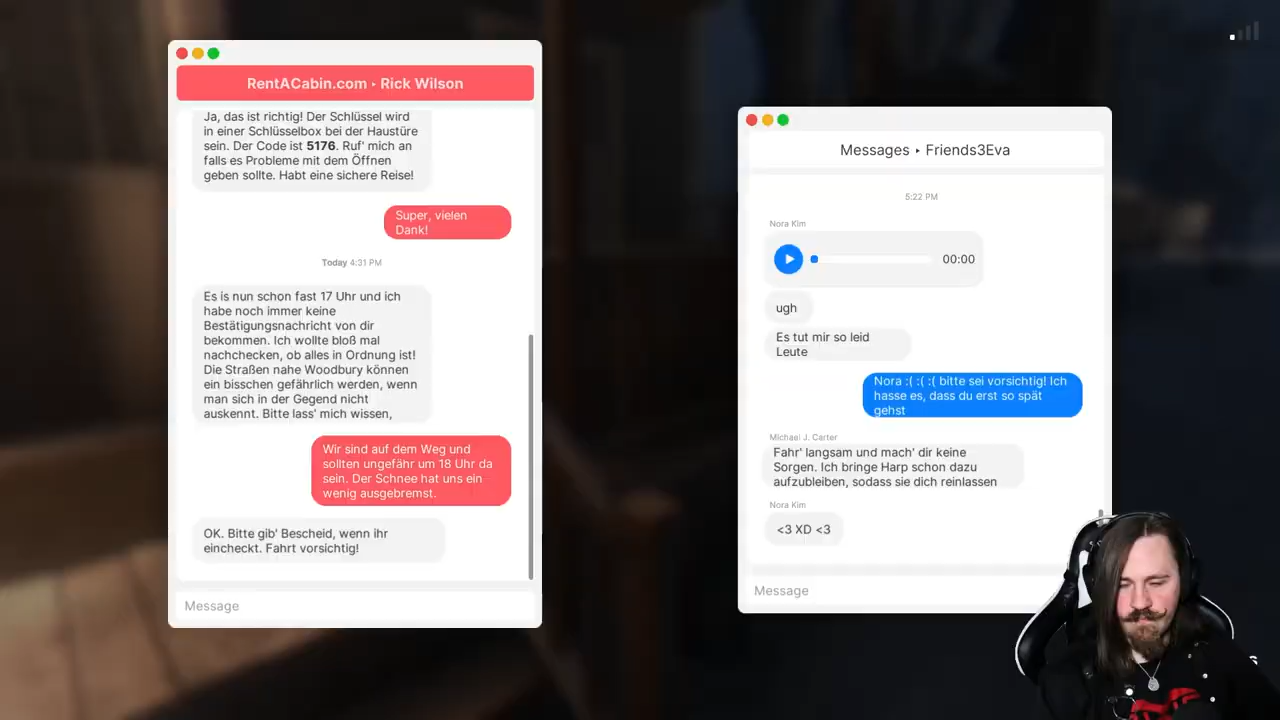 RentACabin.com ▸ Rick Wilson
Ja, das ist richtig! Der Schlüssel wird
in einer Schlüsselbox bei der Haustüre
sein. Der Code ist 5176. Ruf' mich an
falls es Probleme mit dem Öffnen
geben sollte. Habt eine sichere Reise!
Super, vielen
Dank!
Today 4:31 PM
Es is nun schon fast 17 Uhr und ich
habe noch immer keine
Bestätigungsnachricht von dir
bekommen. Ich wollte bloß mal
nachchecken, ob alles in Ordnung ist!
Die Straßen nahe Woodbury können
ein bisschen gefährlich werden, wenn
man sich in der Gegend nicht
auskennt. Bitte lass' mich wissen,
Wir sind auf dem Weg und
sollten ungefähr um 18 Uhr da
sein. Der Schnee hat uns ein
wenig ausgebremst.
OK. Bitte gib' Bescheid, wenn ihr
eincheckt. Fahrt vorsichtig!
Message
Messages ▸ Friends3Eva
5:22 PM
Nora Kim
00:00
ugh
Es tut mir so leid
Leute
Nora :( :( :( bitte sei vorsichtig! Ich
hasse es, dass du erst so spät
gehst
Michael J. Carter
Fahr' langsam und mach' dir keine
Sorgen. Ich bringe Harp schon dazu
aufzubleiben, sodass sie dich reinlassen
Nora Kim
<3 XD <3
Message